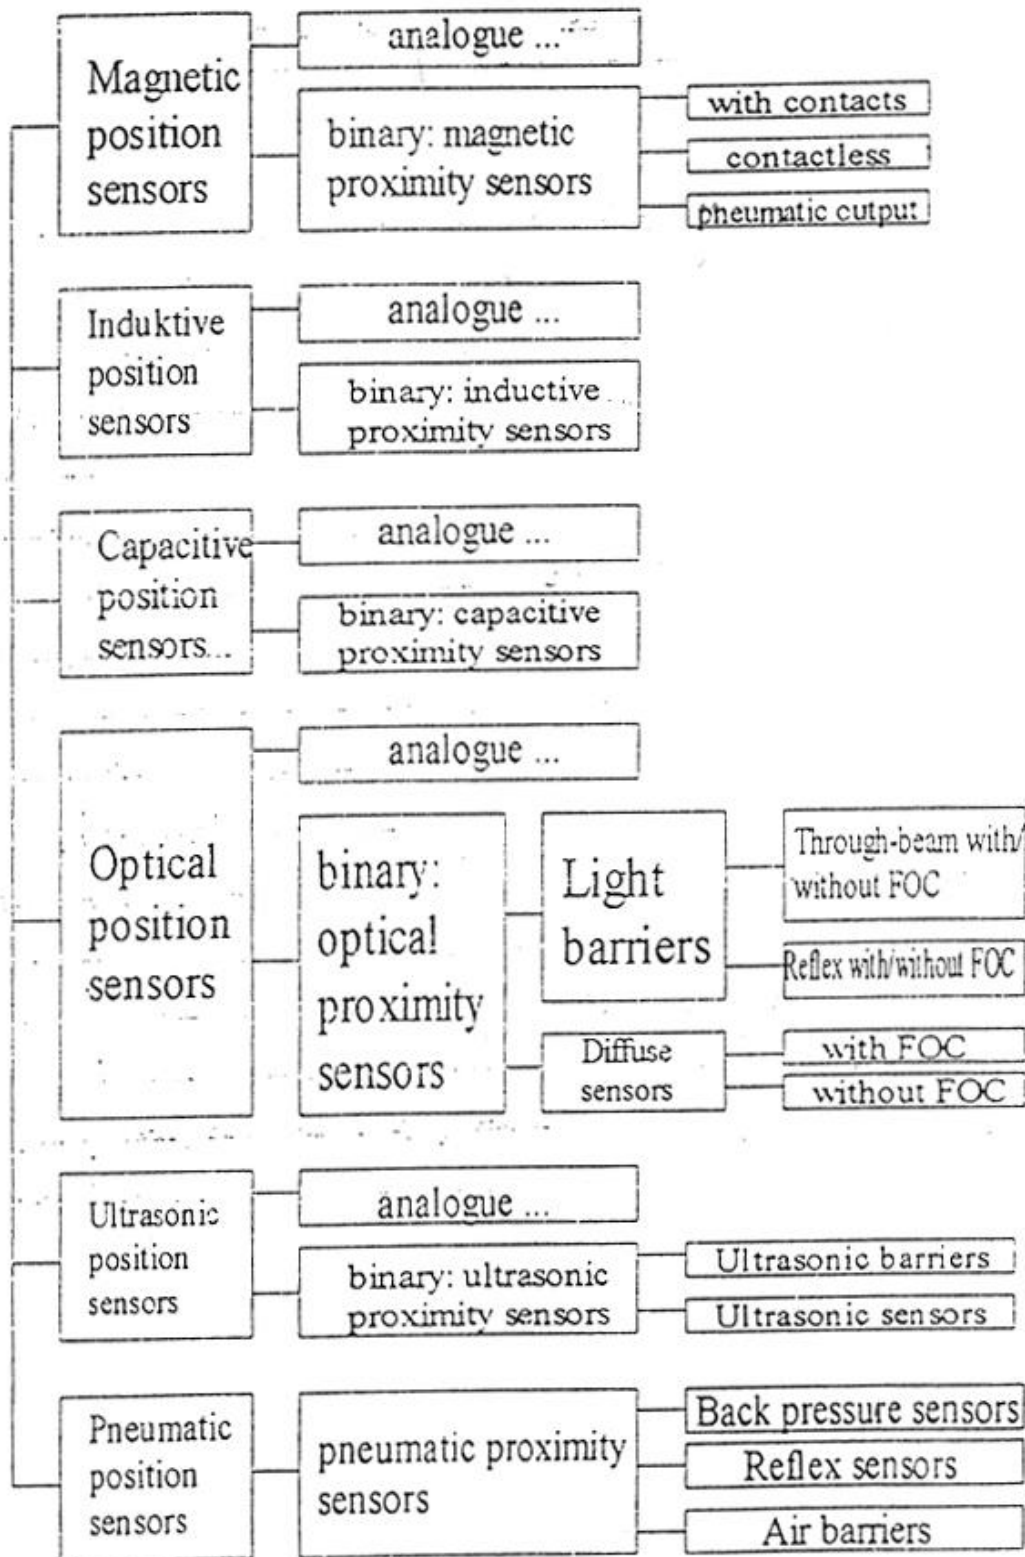 Magnetic
position
sensors
analogue ...
binary: magnetic
proximity sensors
with contacts
contactless
pneumatic cutput
Induktive
position
sensors
analogue ...
binary: inductive
proximity sensors
Capacitive
position
sensors...
analogue ...
binary: capacitive
proximity sensors
Optical
position
sensors
analogue ...
binary:
optical
proximity
sensors
Light
barriers
Through-beam with/
without FOC
Reflex with/without FOC
Diffuse
sensors
with FOC
without FOC
Ultrasonic
position
sensors
analogue ...
binary: ultrasonic
proximity sensors
Ultrasonic barriers
Ultrasonic sensors
Pneumatic
position
sensors
pneumatic proximity
sensors
Back pressure sensors
Reflex sensors
Air barriers